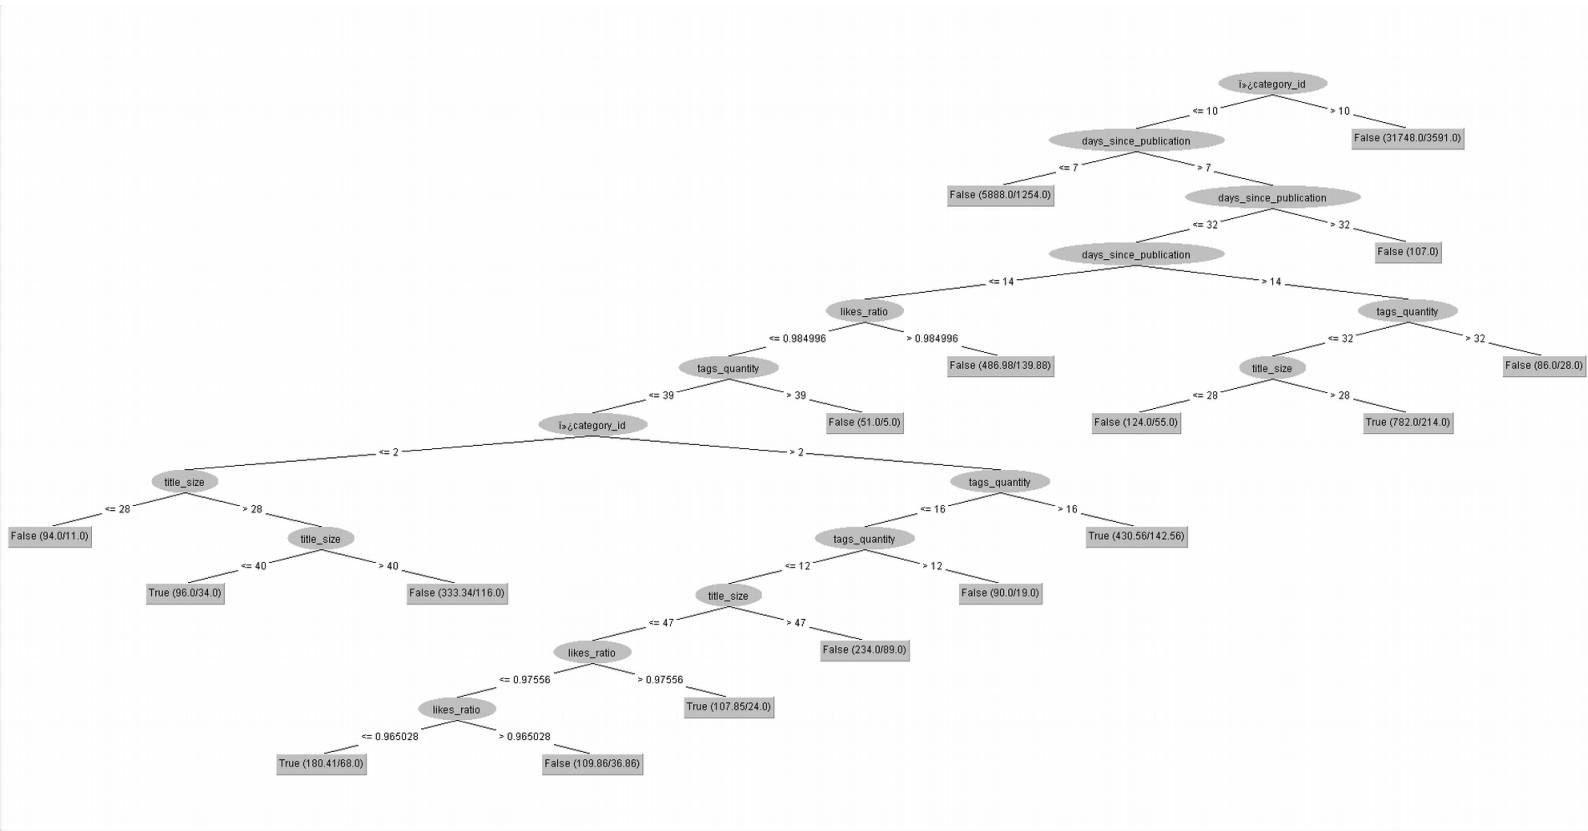 ï»¿category_id
<= 10
> 10
days_since_publication
False (31748.0/3591.0)
<= 7
> 7
False (5888.0/1254.0)
days_since_publication
<= 32
> 32
days_since_publication
False (107.0)
<= 14
> 14
likes_ratio
tags_quantity
<= 0.984996
> 0.984996
<= 32
> 32
tags_quantity
False (486.98/139.88)
title_size
False (86.0/28.0)
<= 39
> 39
<= 28
> 28
ï»¿category_id
False (51.0/5.0)
False (124.0/55.0)
True (782.0/214.0)
<= 2
> 2
title_size
tags_quantity
<= 28
> 28
<= 16
> 16
False (94.0/11.0)
title_size
tags_quantity
True (430.56/142.56)
<= 40
> 40
<= 12
> 12
True (96.0/34.0)
False (333.34/116.0)
title_size
False (90.0/19.0)
<= 47
> 47
likes_ratio
False (234.0/89.0)
<= 0.97556
> 0.97556
likes_ratio
True (107.85/24.0)
<= 0.965028
> 0.965028
True (180.41/68.0)
False (109.86/36.86)